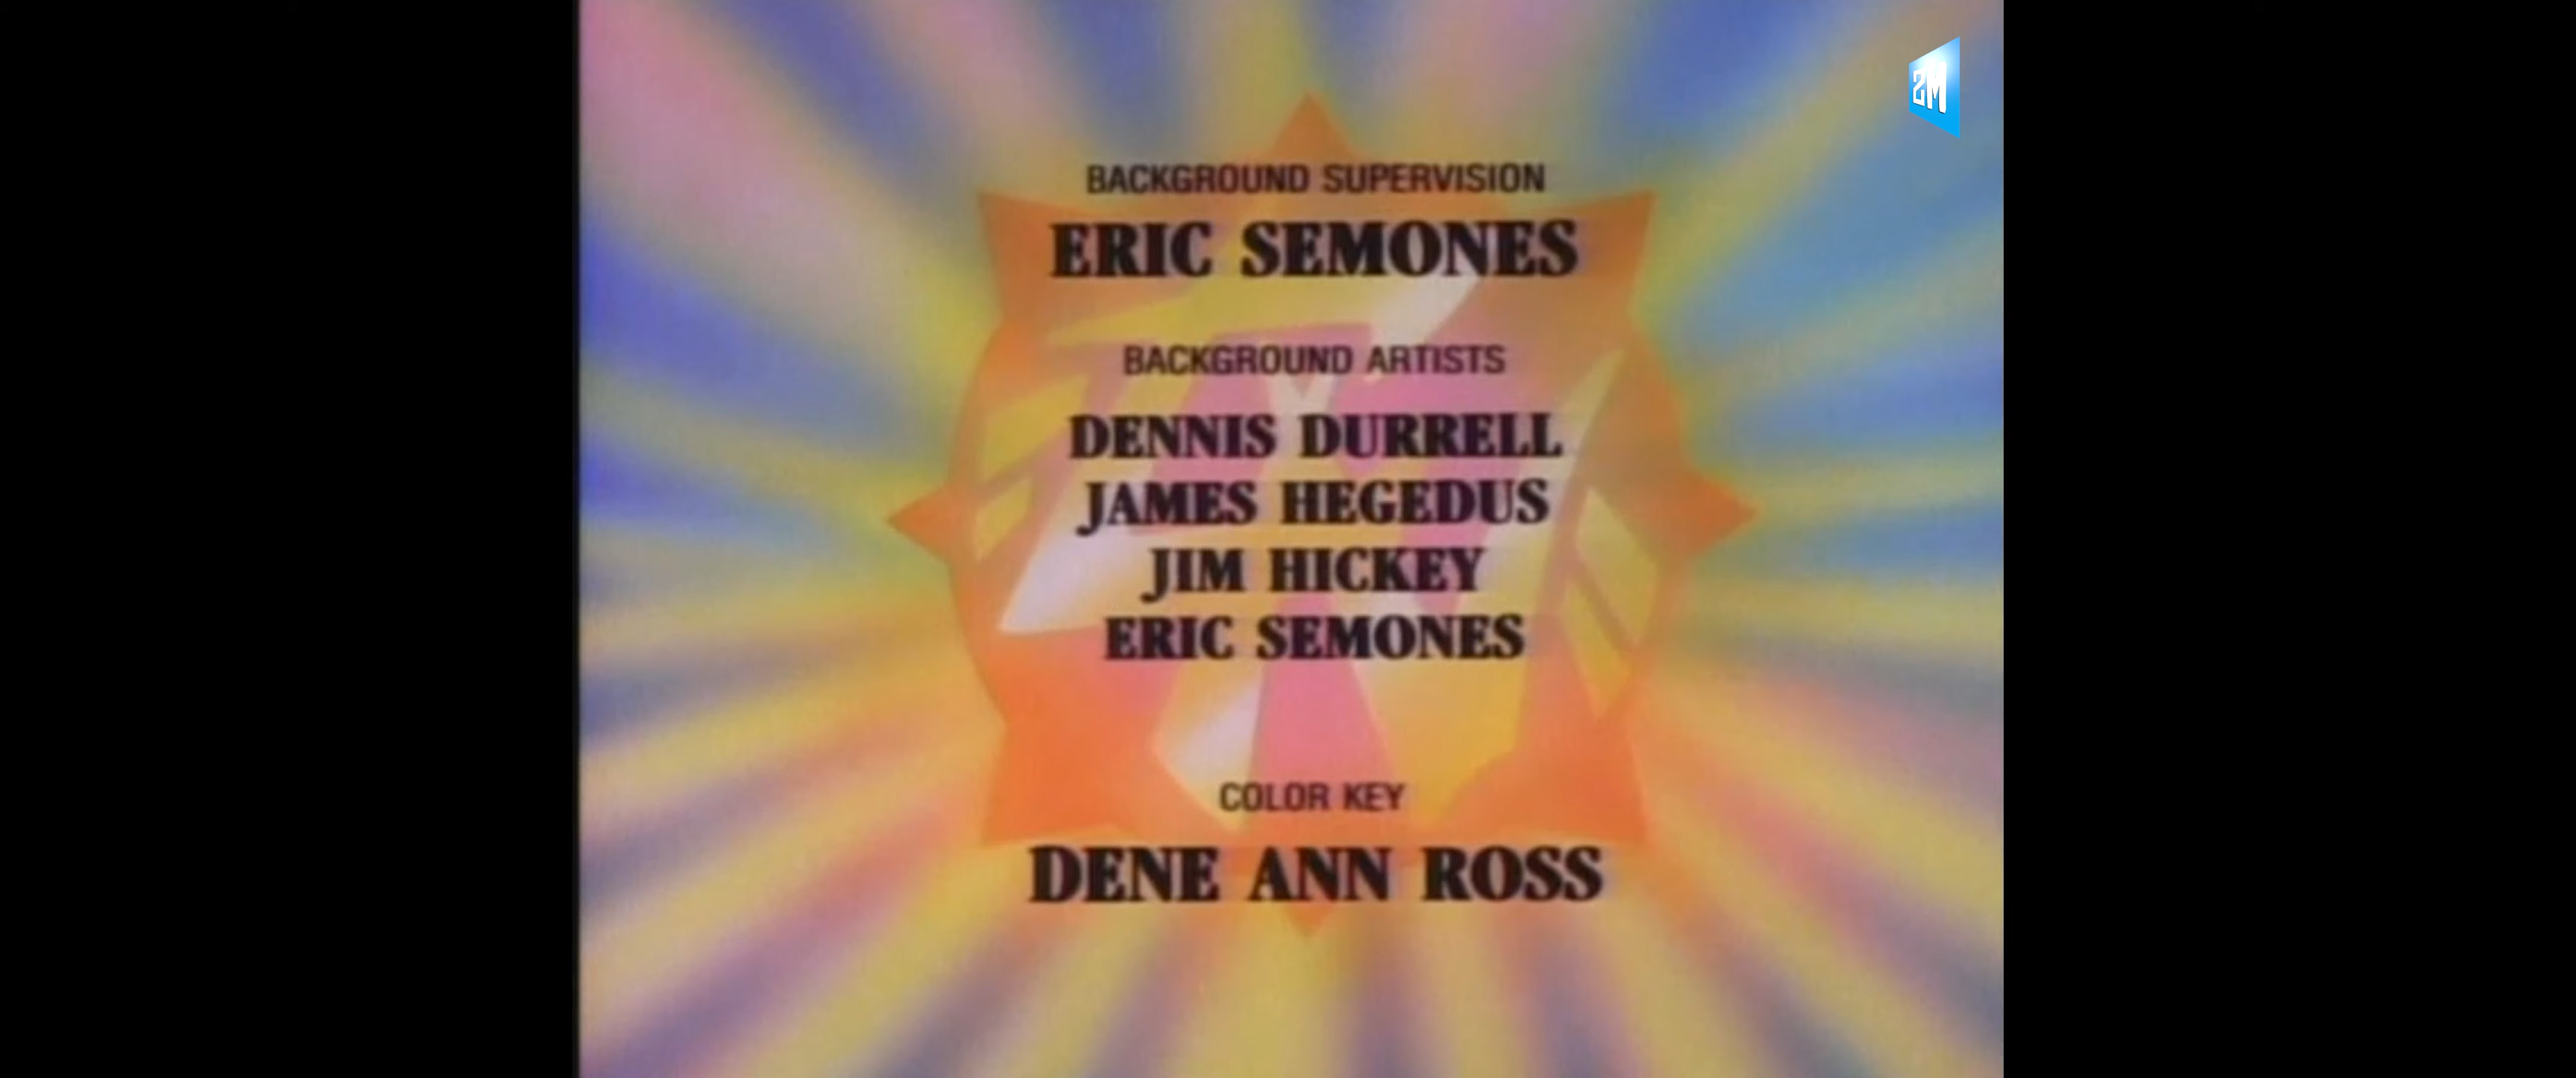 2M
BACKGROUND SUPERVISION
ERIC SEMONES
BACKGROUND ARTISTS
DENNIS DURRELL
JAMES HEGEDUS
JIM HICKEY
ERIC SEMONES
COLOR KEY
DENE ANN ROSS